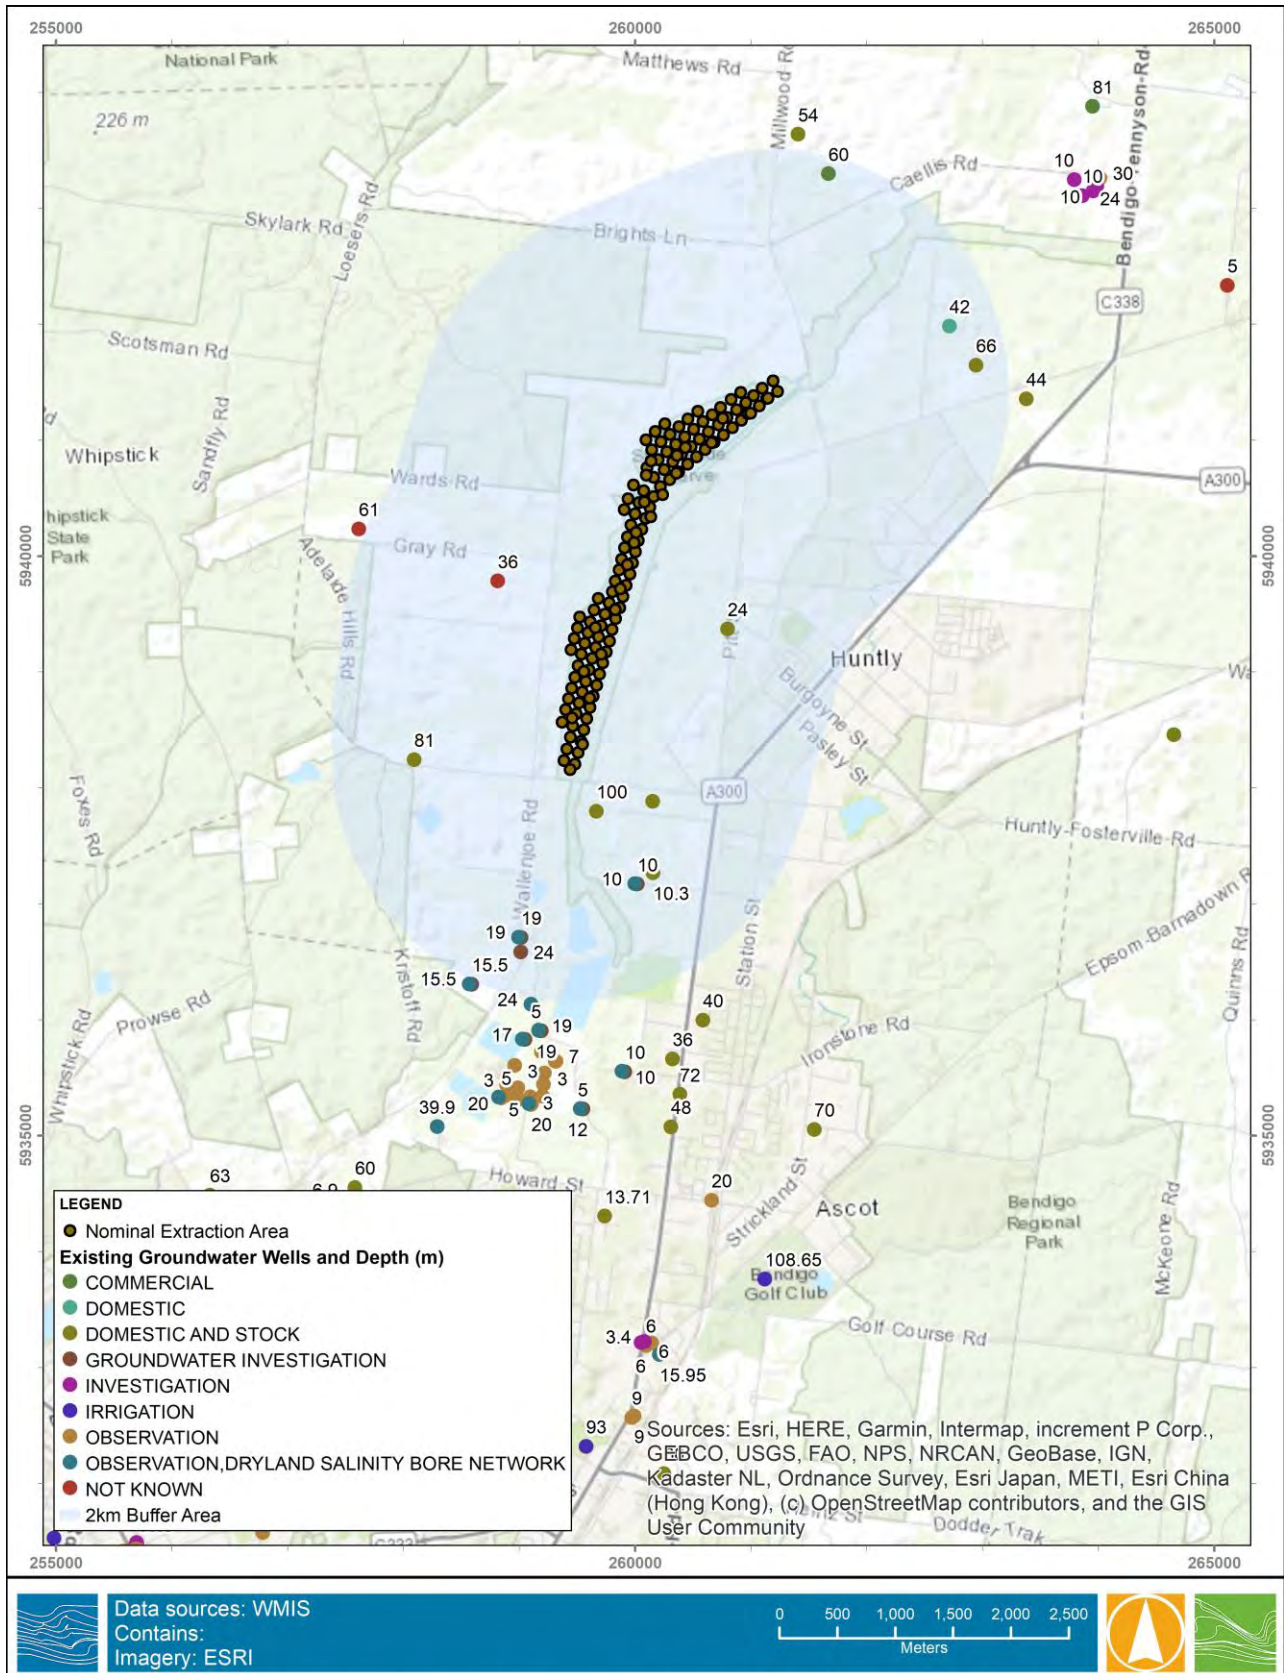 255000
260000
265000
National Park
Matthews Rd
Millwood Rd
226 m
54
60
81
Caellis Rd
10
10
30
10
24
Bendigo-Tennyson-Rd
Skylark Rd
Loesers Rd
Brights Ln
5
C338
42
Scotsman Rd
66
44
Sandfly Rd
Whipstick
Wards Rd
A300
61
hipstick
State
Park
Gray Rd
36
5940000
5940000
Adelaide Hills Rd
24
Huntly
Burgoyne St
Pasley St
81
A300
100
Foxes Rd
Wallenjoe Rd
Huntly-Fosterville Rd
10
10
10.3
19
19
24
Station St
Epsom-Barnadown R
15.5
15.5
Kristoff Rd
Quinns Rd
24
5
40
Prowse Rd
17
19
Ironstone Rd
Whipstick Rd
19
7
36
10
10
3
5
3
3
72
5
20
5
3
20
12
48
39.9
70
5935000
5935000
Howard St
63
60
20
Strickland St
13.71
Ascot
Bendigo
Regional
Park
McKeone Rd
108.65
Bendigo
Golf Club
Golf Course Rd
3.4
6
6
6
15.95
9
9
93
LEGEND
Nominal Extraction Area
Existing Groundwater Wells and Depth (m)
COMMERCIAL
DOMESTIC
DOMESTIC AND STOCK
GROUNDWATER INVESTIGATION
INVESTIGATION
IRRIGATION
OBSERVATION
OBSERVATION,DRYLAND SALINITY BORE NETWORK
NOT KNOWN
2km Buffer Area
Sources: Esri, HERE, Garmin, Intermap, increment P Corp.,
GEBCO, USGS, FAO, NPS, NRCAN, GeoBase, IGN,
Kadaster NL, Ordnance Survey, Esri Japan, METI, Esri China
(Hong Kong), (c) OpenStreetMap contributors, and the GIS
User Community
Dodder Trak
255000
260000
265000
Data sources: WMIS
Contains:
Imagery: ESRI
0 500 1,000 1,500 2,000 2,500
Meters